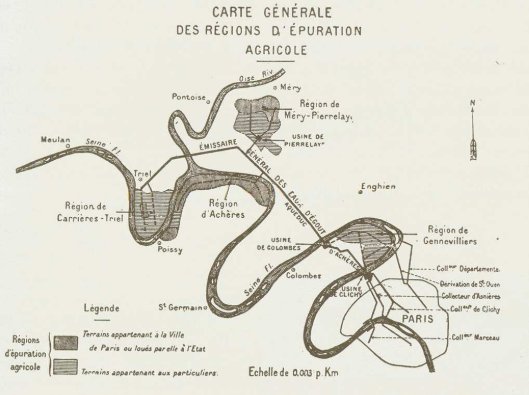 CARTE GÉNÉRALE
DES RÉGIONS D'ÉPURATION
AGRICOLE
Oise Riv
Méry
Pontoise
Région de
Méry-Pierrelaye
USINE DE
PIERRELAYE
N
Meulan
Seine Fl
ÉMISSAIRE
GÉNÉRAL DES EAUX D'ÉGOUT
Triel
Enghien
Région de
Carrières-Triel
Région
d'Achères
AQUEDUC
D'ACHÈRES
Région de
Gennevilliers
Poissy
USINE
DE COLOMBES
Collᵉᵘʳ Départemental
Colombes
USINE
DE CLICHY
Dérivation de Sᵗ Ouen
Seine Fl.
Collecteur d'Asnières
Légende
Sᵗ Germain
Collᵉᵘʳ de Clichy
PARIS
Collᵉᵘʳ Marceau
Régions
d'épuration
agricole
Terrains appartenant à la Ville
de Paris ou loués par elle à l'Etat
Terrains appartenant aux particuliers.
Echelle de 0,003 p. Km